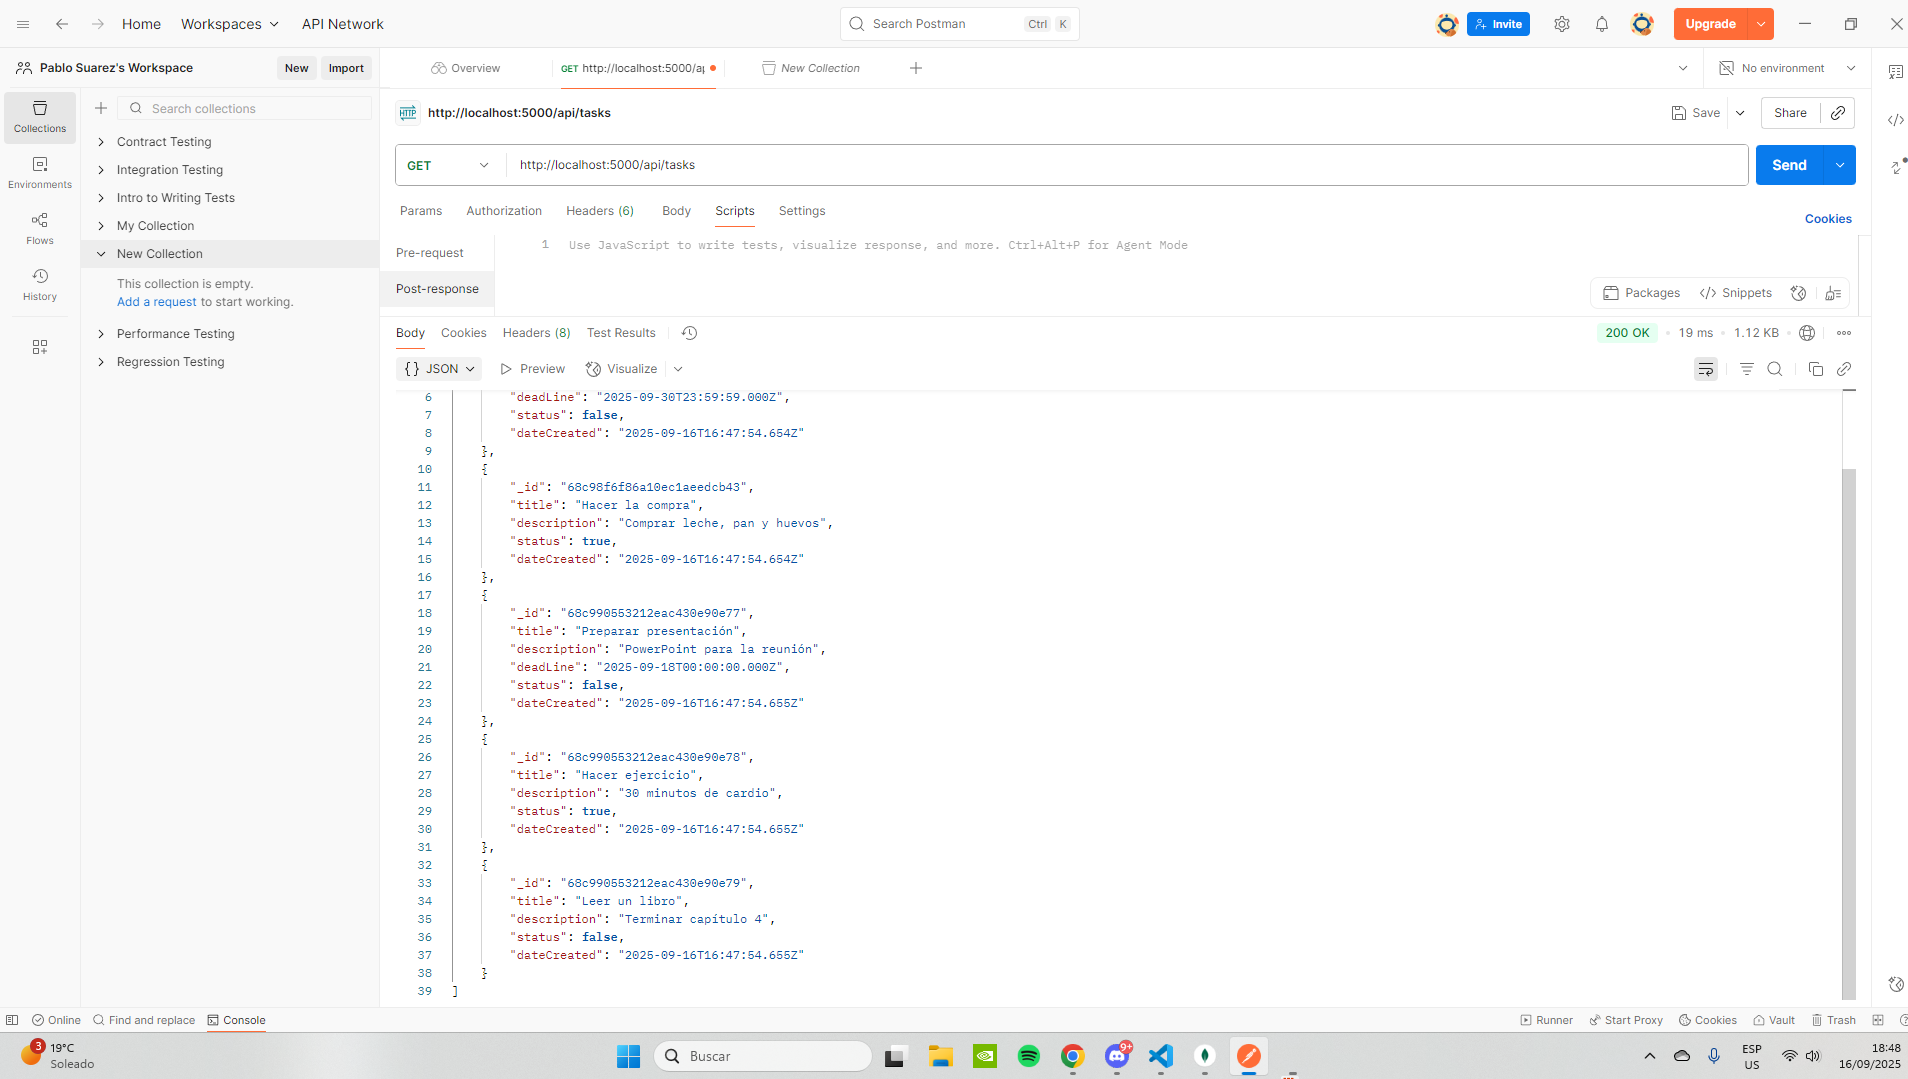 Home
Workspaces
API Network
Search Postman
Ctrl
K
Invite
Upgrade
Pablo Suarez's Workspace
New
Import
Overview
GET http://localhost:5000/ap
New Collection
No environment
Collections
Environments
Flows
History
Search collections
Contract Testing
Integration Testing
Intro to Writing Tests
My Collection
New Collection
This collection is empty.
Add a request to start working.
Performance Testing
Regression Testing
HTTP
http://localhost:5000/api/tasks
Save
Share
GET
http://localhost:5000/api/tasks
Send
Params
Authorization
Headers (6)
Body
Scripts
Settings
Cookies
Pre-request
Post-response
1 Use JavaScript to write tests, visualize response, and more. Ctrl+Alt+P for Agent Mode
Packages
Snippets
Body
Cookies
Headers (8)
Test Results
200 OK
19 ms
1.12 KB
{} JSON
Preview
Visualize
6 "deadLine": "2025-09-30T23:59:59.000Z",
7 "status": false,
8 "dateCreated": "2025-09-16T16:47:54.654Z"
9 },
10 {
11 "_id": "68c98f6f86a10ec1aeedcb43",
12 "title": "Hacer la compra",
13 "description": "Comprar leche, pan y huevos",
14 "status": true,
15 "dateCreated": "2025-09-16T16:47:54.654Z"
16 },
17 {
18 "_id": "68c990553212eac430e90e77",
19 "title": "Preparar presentación",
20 "description": "PowerPoint para la reunión",
21 "deadLine": "2025-09-18T00:00:00.000Z",
22 "status": false,
23 "dateCreated": "2025-09-16T16:47:54.655Z"
24 },
25 {
26 "_id": "68c990553212eac430e90e78",
27 "title": "Hacer ejercicio",
28 "description": "30 minutos de cardio",
29 "status": true,
30 "dateCreated": "2025-09-16T16:47:54.655Z"
31 },
32 {
33 "_id": "68c990553212eac430e90e79",
34 "title": "Leer un libro",
35 "description": "Terminar capítulo 4",
36 "status": false,
37 "dateCreated": "2025-09-16T16:47:54.655Z"
38 }
39 ]
Online
Find and replace
Console
Runner
Start Proxy
Cookies
Vault
Trash
3
19°C
Soleado
Buscar
9+
ESP
US
18:48
16/09/2025